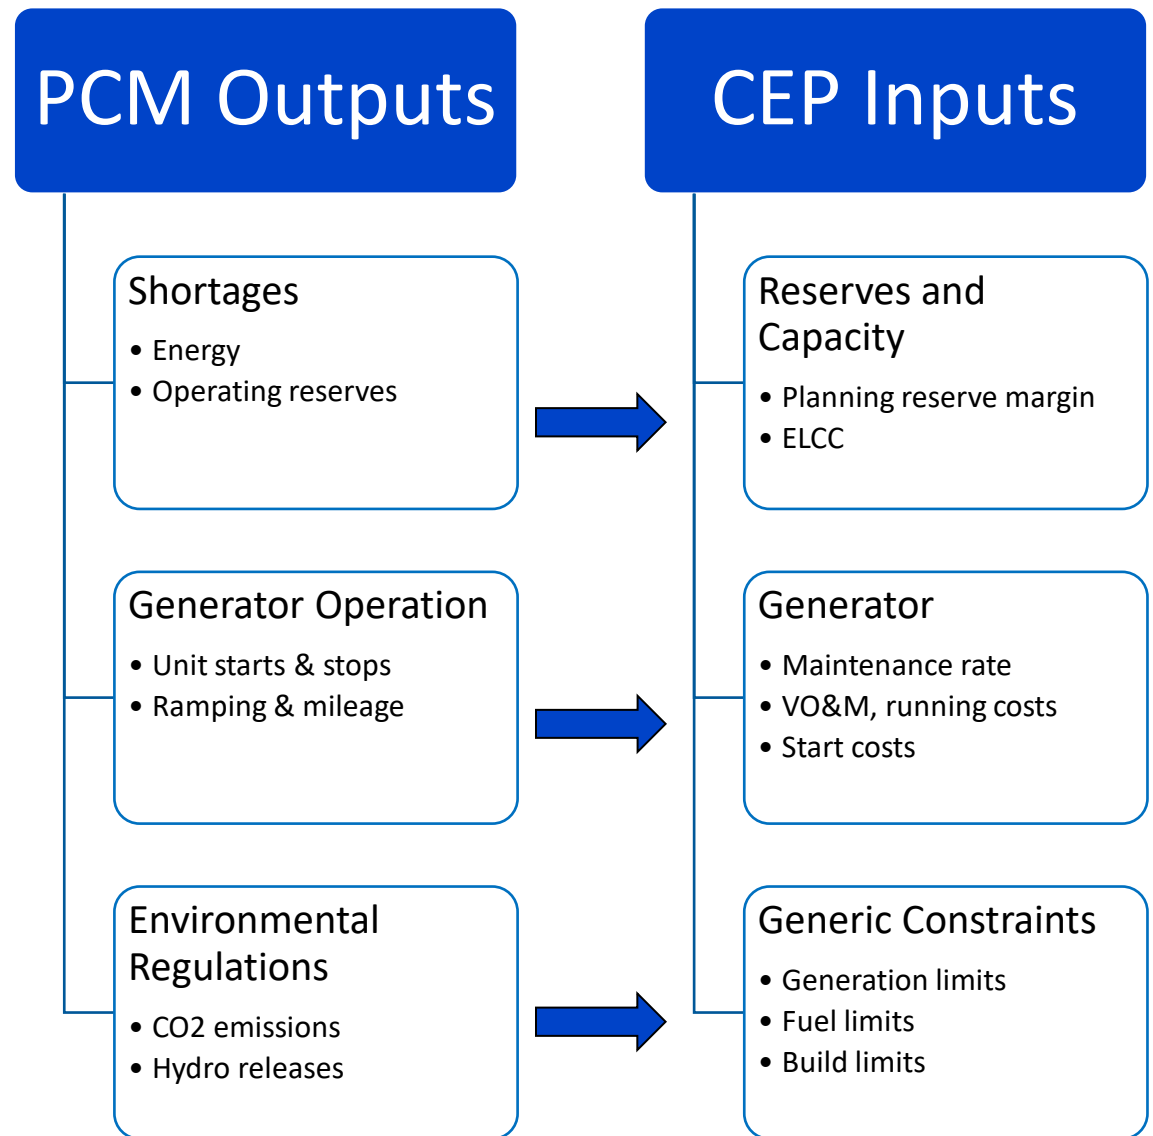 PCM Outputs
Shortages
• Energy
• Operating reserves
Generator Operation
• Unit starts & stops
• Ramping & mileage
Environmental
Regulations
• CO2 emissions
• Hydro releases
CEP Inputs
Reserves and
Capacity
• Planning reserve margin
• ELCC
Generator
• Maintenance rate
• VO&M, running costs
• Start costs
Generic Constraints
• Generation limits
• Fuel limits
• Build limits